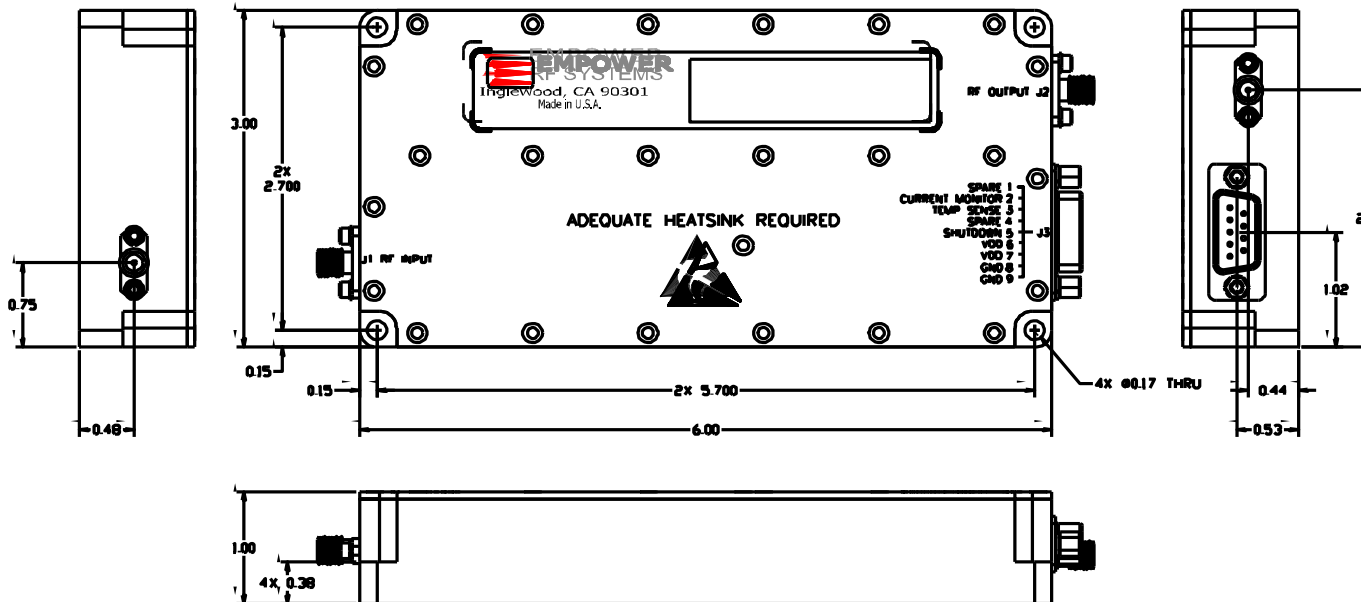 EMPOWER
RF SYSTEMS
EMPOWER
Inglewood, CA 90301
Made in U.S.A.
RF OUTPUT J2
3.00
2X
2.700
SPARE 1
CURRENT MONITOR 2
TEMP SENSE 3
SPARE 4
SHUTDOWN 5
VDD 6
VDD 7
GND 8
GND 9
J3
ADEQUATE HEATSINK REQUIRED
J1 RF INPUT
0.75
1.02
0.15
0.15
2X 5.700
4X Ø0.17 THRU
0.44
0.48
6.00
0.53
1.00
4X 0.38